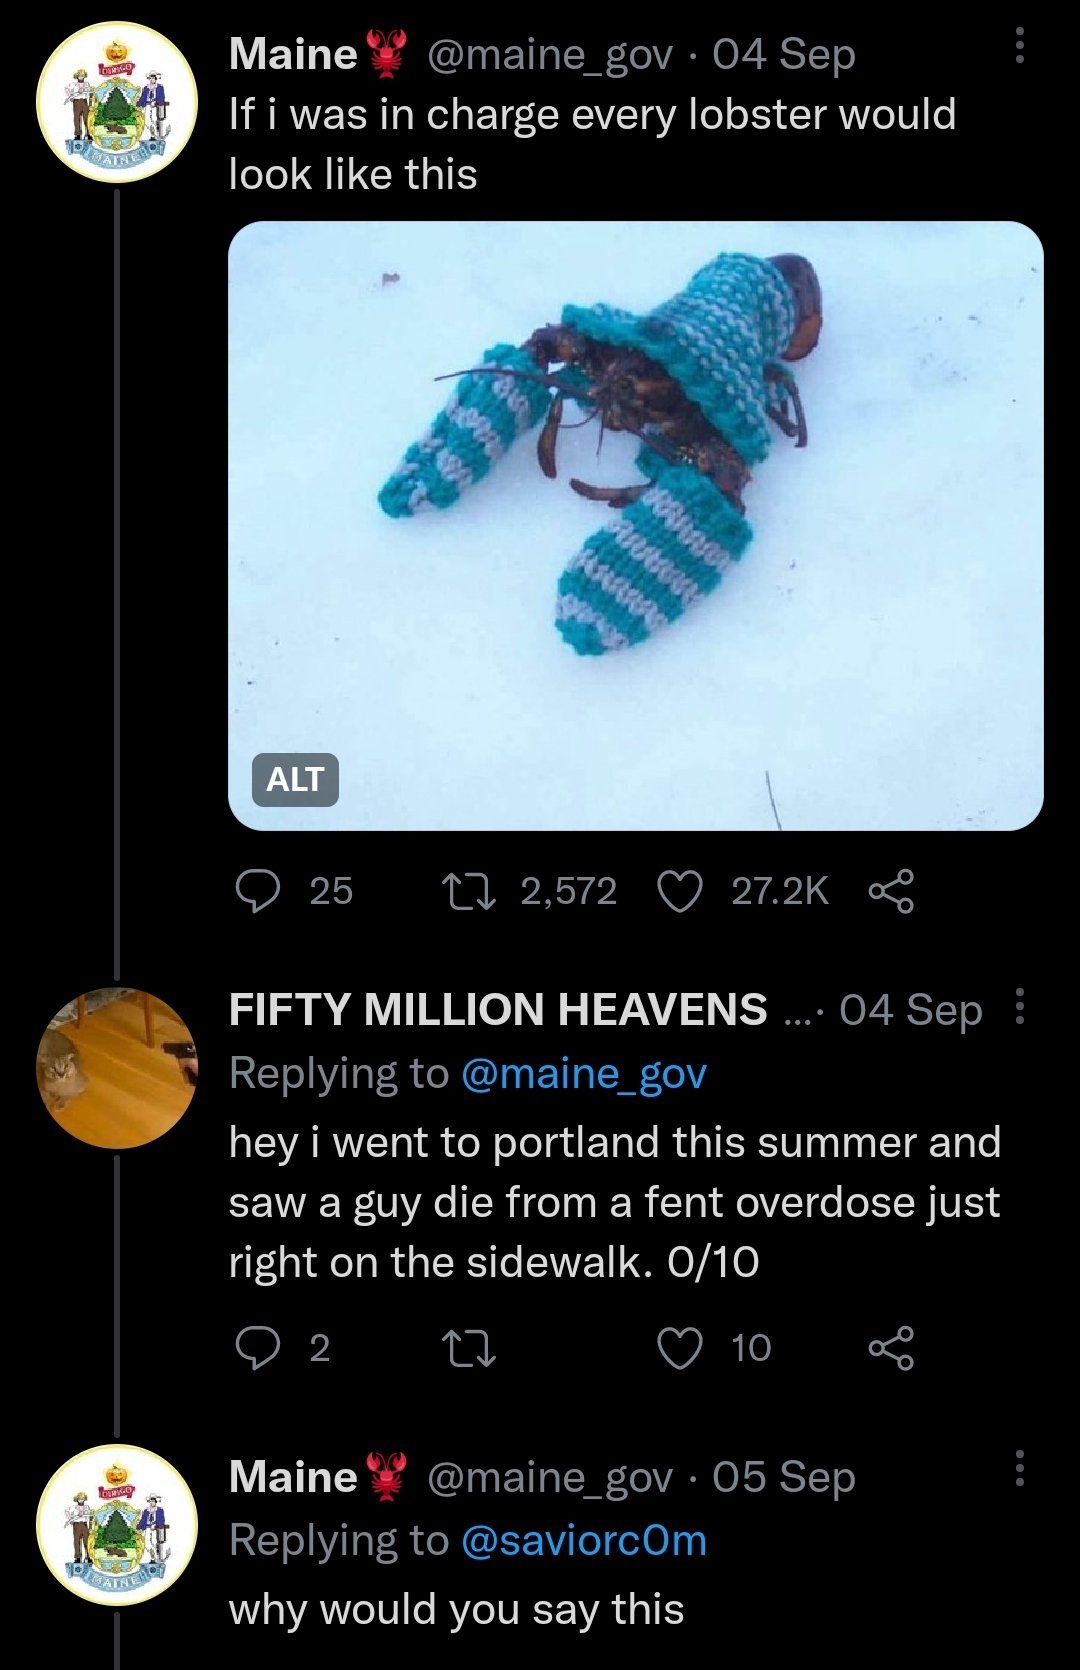 Maine🦞 @maine_gov · 04 Sep
If i was in charge every lobster would
look like this
ALT
25 2,572 27.2K
FIFTY MILLION HEAVENS ...· 04 Sep
Replying to @maine_gov
hey i went to portland this summer and
saw a guy die from a fent overdose just
right on the sidewalk. 0/10
2 10
Maine🦞 @maine_gov · 05 Sep
Replying to @saviorc0m
why would you say this